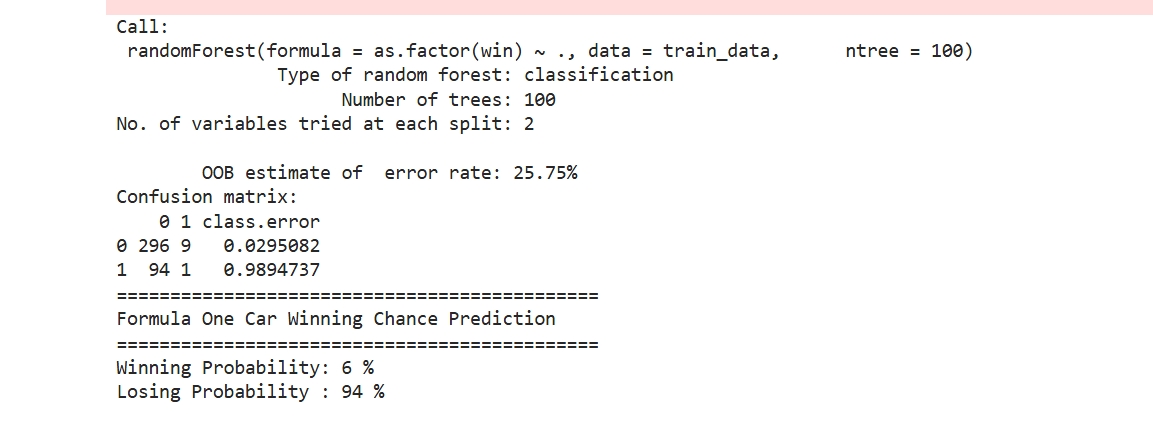 Call:
 randomForest(formula = as.factor(win) ~ ., data = train_data,      ntree = 100)
               Type of random forest: classification
                     Number of trees: 100
No. of variables tried at each split: 2
        OOB estimate of  error rate: 25.75%
Confusion matrix:
    0 1 class.error
0 296 9   0.0295082
1  94 1   0.9894737
=============================================
Formula One Car Winning Chance Prediction
=============================================
Winning Probability: 6 %
Losing Probability : 94 %